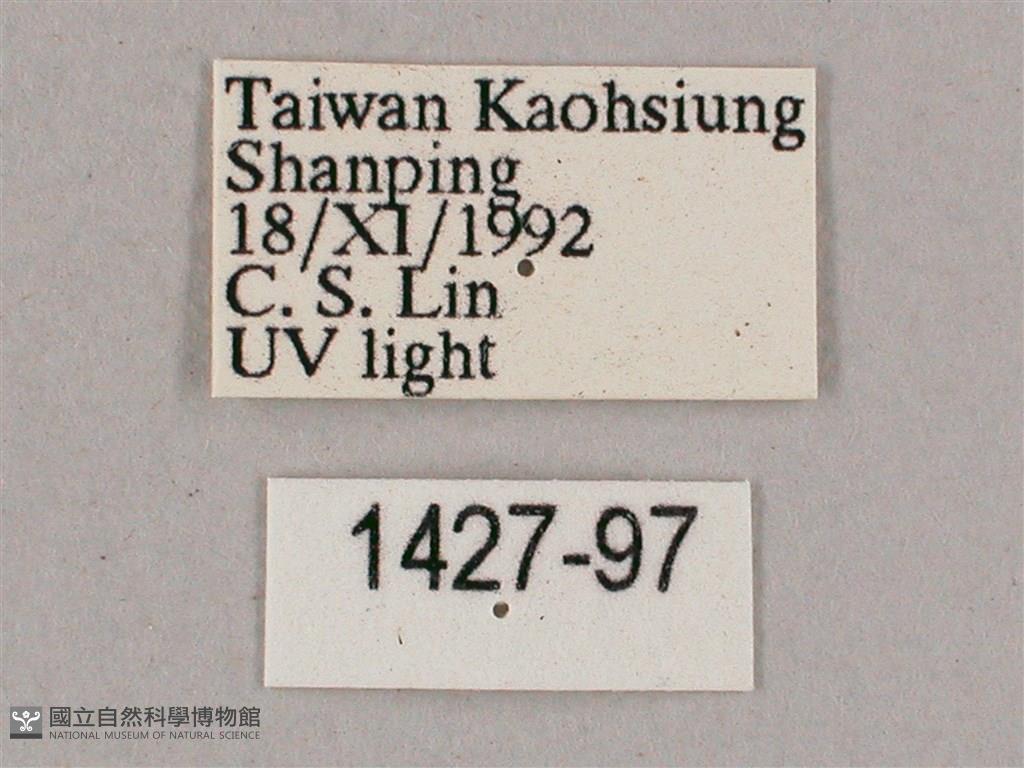 Taiwan Kaohsiung
Shanping
18/XI/1992
C. S. Lin
UV light
1427-97
國立自然科學博物館
NATIONAL MUSEUM OF NATURAL SCIENCE